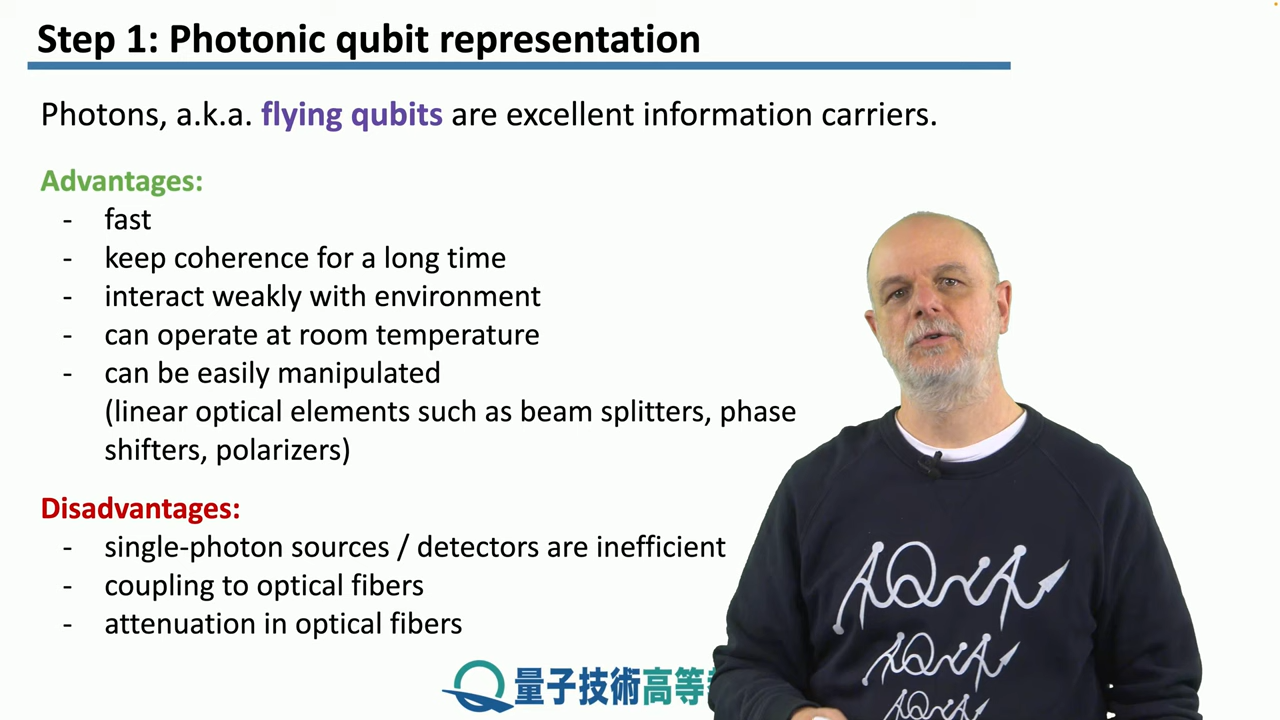 Step 1: Photonic qubit representation
Photons, a.k.a. flying qubits are excellent information carriers.
Advantages:
- fast
- keep coherence for a long time
- interact weakly with environment
- can operate at room temperature
- can be easily manipulated
(linear optical elements such as beam splitters, phase
shifters, polarizers)
Disadvantages:
- single-photon sources / detectors are inefficient
- coupling to optical fibers
- attenuation in optical fibers
量子技術高等
AQUA
AQUA